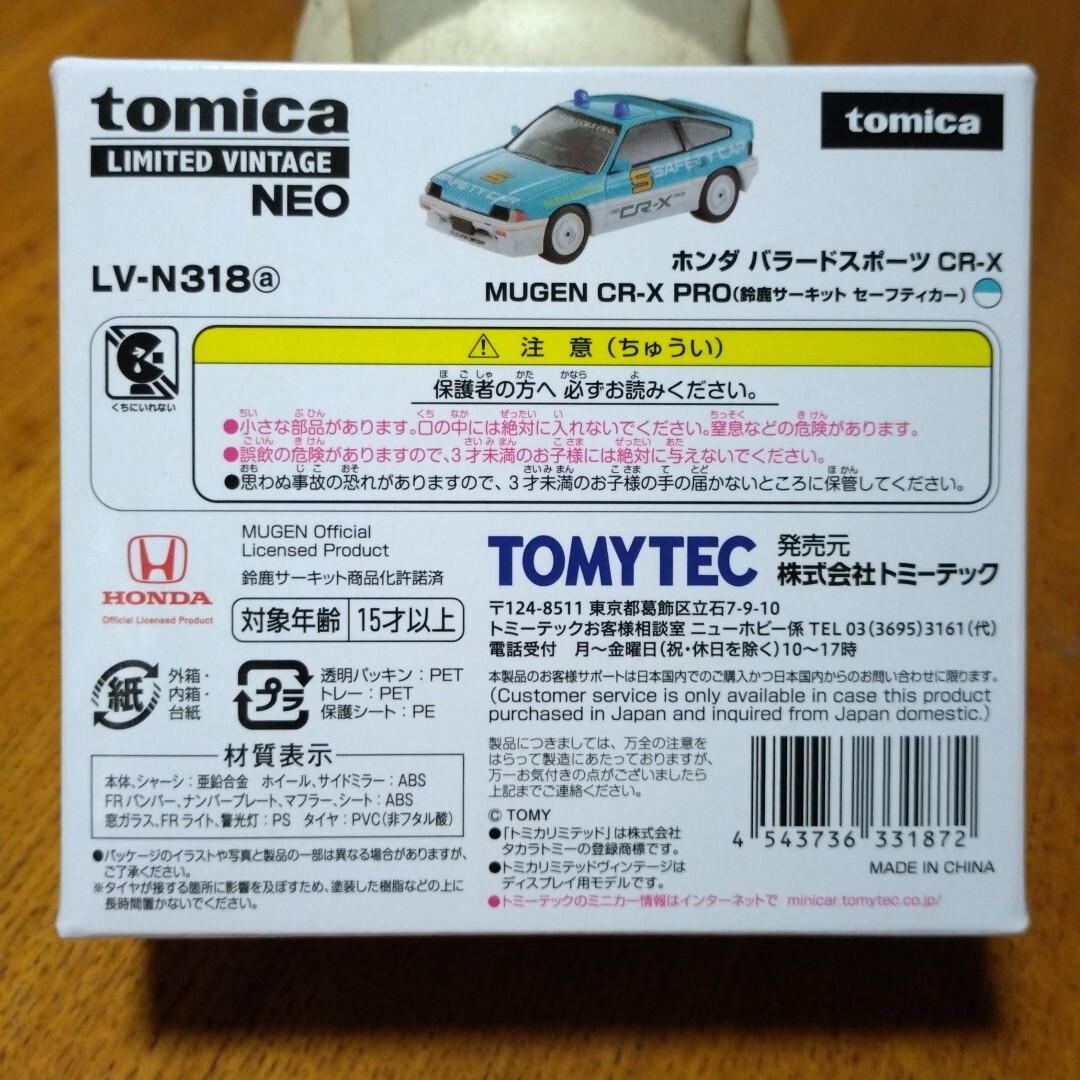 tomica
LIMITED VINTAGE
NEO
tomica
SAFETY CAR
SAFETY CAR
S
CR-X PRO
LV-N318ⓐ
ホンダ バラードスポーツ CR-X
MUGEN CR-X PRO(鈴鹿サーキット セーフティカー)
くちにいれない
⚠ 注 意 (ちゅうい)
保護者の方へ 必ずお読みください。
●小さな部品があります。口の中には絶対に入れないでください。窒息などの危険があります。
●誤飲の危険がありますので、3才未満のお子様には絶対に与えないでください。
●思わぬ事故の恐れがありますので、3才未満のお子様の手の届かないところに保管してください。
HONDA
Official Licensed Product
MUGEN Official
Licensed Product
鈴鹿サーキット商品化許諾済
対象年齢 15才以上
紙
外箱・
内箱・
台紙
プラ
透明パッキン:PET
トレー:PET
保護シート:PE
材質表示
本体、シャーシ:亜鉛合金 ホイール、サイドミラー:ABS
FRバンパー、ナンバープレート、マフラー、シート:ABS
窓ガラス、FRライト、警光灯:PS タイヤ:PVC(非フタル酸)
●パッケージのイラストや写真と製品の一部は異なる場合がありますが、
ご了承ください。
※タイヤが接する箇所に影響を及ぼすため、塗装した樹脂などの上に
長時間置かないでください。
TOMYTEC
発売元
株式会社トミーテック
〒124-8511 東京都葛飾区立石7-9-10
トミーテックお客様相談室 ニューホビー係 TEL 03(3695)3161(代)
電話受付 月〜金曜日(祝・休日を除く)10〜17時
本製品のお客様サポートは日本国内でのご購入かつ日本国内からのお問い合わせに限ります。
(Customer service is only available in case this product
purchased in Japan and inquired from Japan domestic.)
製品につきましては、万全の注意を
はらって製造にあたっておりますが、
万一お気付きの点がございましたら
上記までご連絡ください。
© TOMY
●「トミカリミテッド」は株式会社
タカラトミーの登録商標です。
●トミカリミテッドヴィンテージは
ディスプレイ用モデルです。
●トミーテックのミニカー情報はインターネットで minicar.tomytec.co.jp/
4 543736 331872
MADE IN CHINA